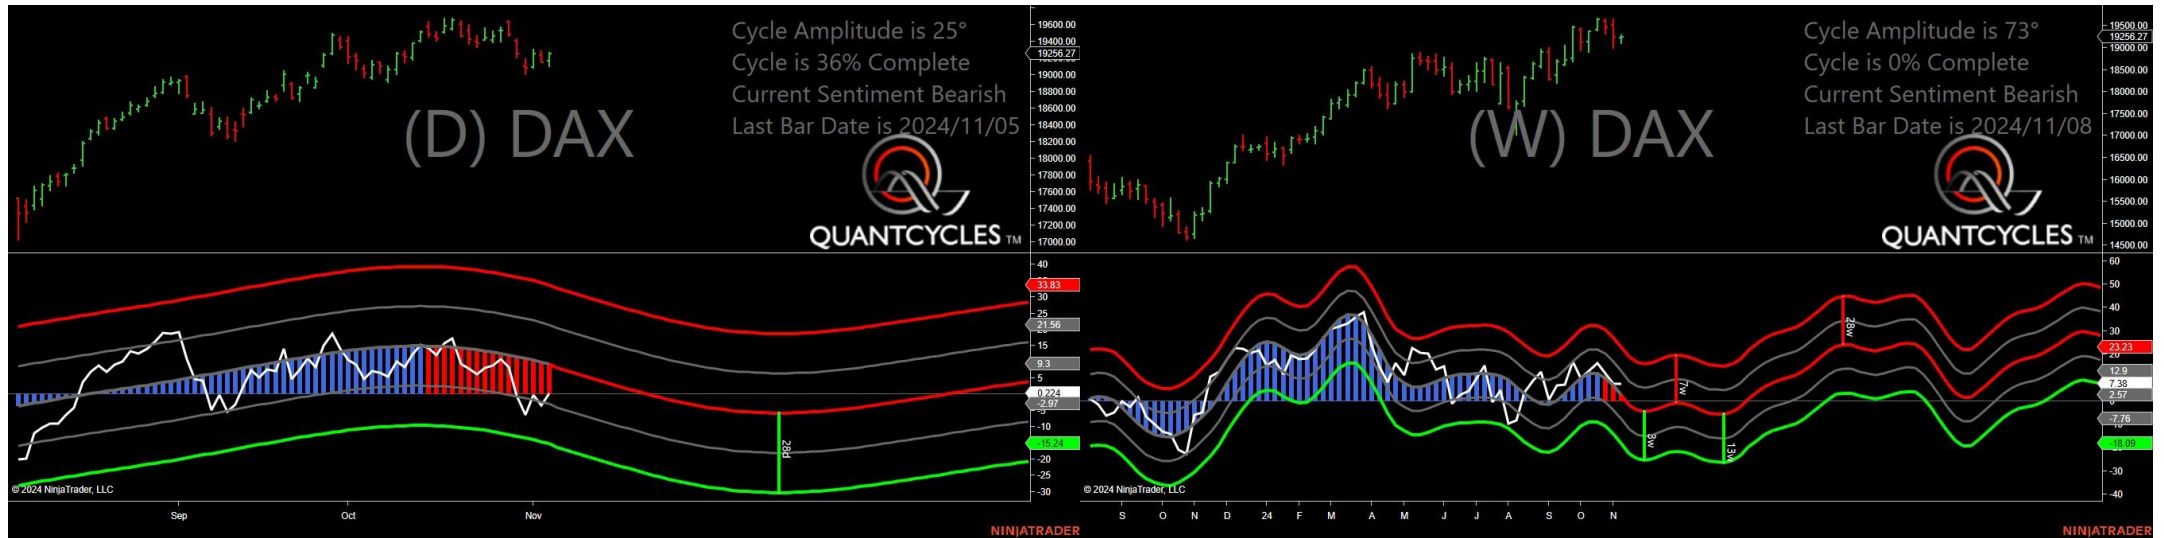 Cycle Amplitude is 25°
Cycle is 36% Complete
Current Sentiment Bearish
Last Bar Date is 2024/11/05
(D) DAX
QUANTCYCLES TM
19600.00
19400.00
19256.27
19000.00
18800.00
18600.00
18400.00
18200.00
18000.00
17800.00
17600.00
17400.00
17200.00
17000.00
40
33.83
30
25
21.56
15
9.3
5
0.224
-2.97
-10
-15.24
-20
-25
-30
28d
© 2024 NinjaTrader, LLC
Sep Oct Nov
NINJATRADER
Cycle Amplitude is 73°
Cycle is 0% Complete
Current Sentiment Bearish
Last Bar Date is 2024/11/08
(W) DAX
QUANTCYCLES TM
19500.00
19256.27
19000.00
18500.00
18000.00
17500.00
17000.00
16500.00
16000.00
15500.00
15000.00
14500.00
60
50
40
30
23.23
12.9
7.38
2.57
-7.76
-18.09
-30
-40
28w
7w
8w
13w
© 2024 NinjaTrader, LLC
S O N D 24 F M A M J J A S O N
NINJATRADER